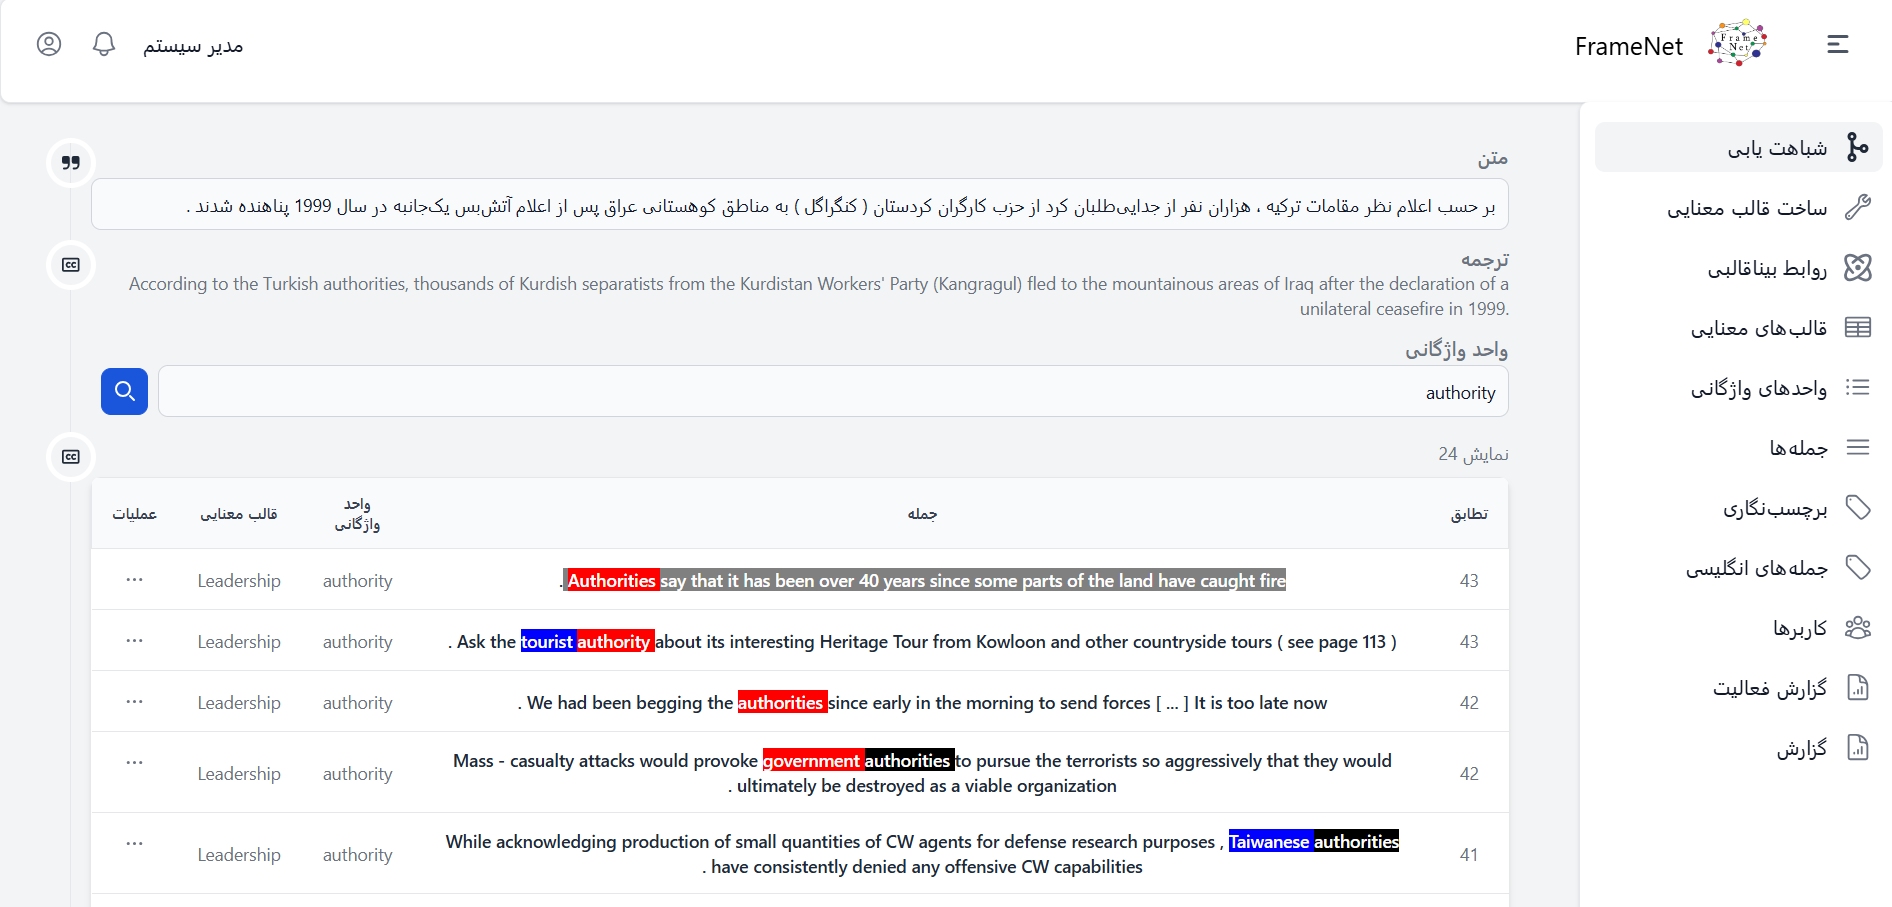 FrameNet
Frame
Net
مدیر سیستم
شباهت یابی
ساخت قالب معنایی
روابط بیناقالبی
قالب‌های معنایی
واحدهای واژگانی
جمله‌ها
برچسب‌نگاری
جمله‌های انگلیسی
کاربرها
گزارش فعالیت
گزارش
متن
بر حسب اعلام نظر مقامات ترکیه ، هزاران نفر از جدایی‌طلبان کرد از حزب کارگران کردستان ( کنگراگل ) به مناطق کوهستانی عراق پس از اعلام آتش‌بس یک‌جانبه در سال 1999 پناهنده شدند .
ترجمه
According to the Turkish authorities, thousands of Kurdish separatists from the Kurdistan Workers' Party (Kangragul) fled to the mountainous areas of Iraq after the declaration of a
unilateral ceasefire in 1999.
واحد واژگانی
authority
نمایش 24
تطابق جمله واحد واژگانی قالب معنایی عملیات
43 Authorities say that it has been over 40 years since some parts of the land have caught fire . authority Leadership ...
43 Ask the tourist authority about its interesting Heritage Tour from Kowloon and other countryside tours ( see page 113 ) . authority Leadership ...
42 We had been begging the authorities since early in the morning to send forces [ ... ] It is too late now . authority Leadership ...
42 Mass - casualty attacks would provoke government authorities to pursue the terrorists so aggressively that they would
ultimately be destroyed as a viable organization . authority Leadership ...
41 While acknowledging production of small quantities of CW agents for defense research purposes , Taiwanese authorities
have consistently denied any offensive CW capabilities . authority Leadership ...